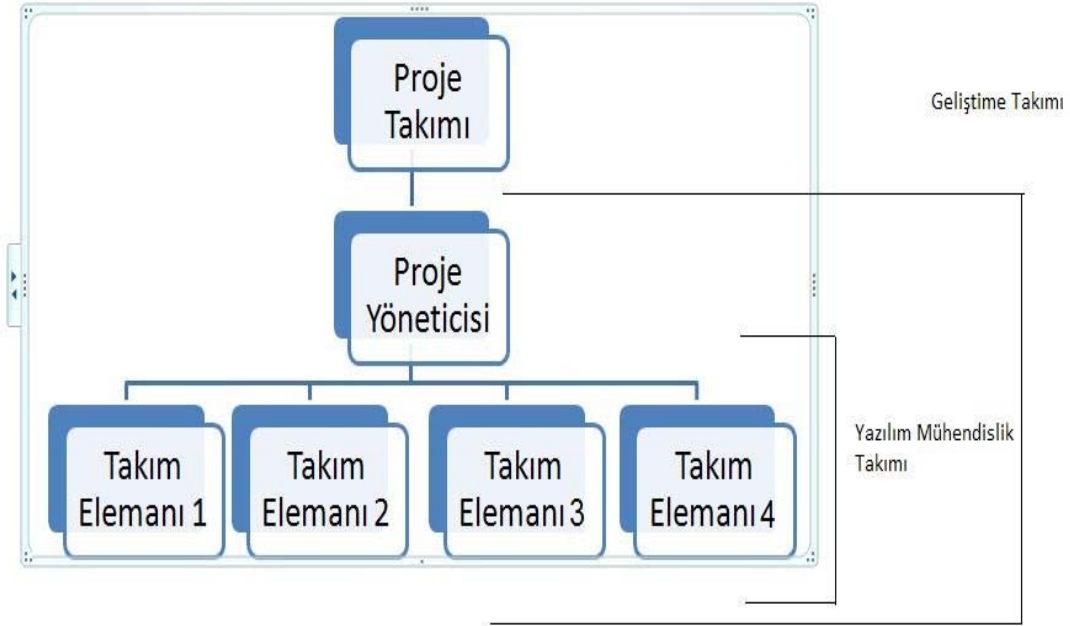 Proje
Takımı
Geliştime Takımı
Proje
Yöneticisi
Yazılım Mühendislik
Takımı
Takım
Elemanı 1
Takım
Elemanı 2
Takım
Elemanı 3
Takım
Elemanı 4